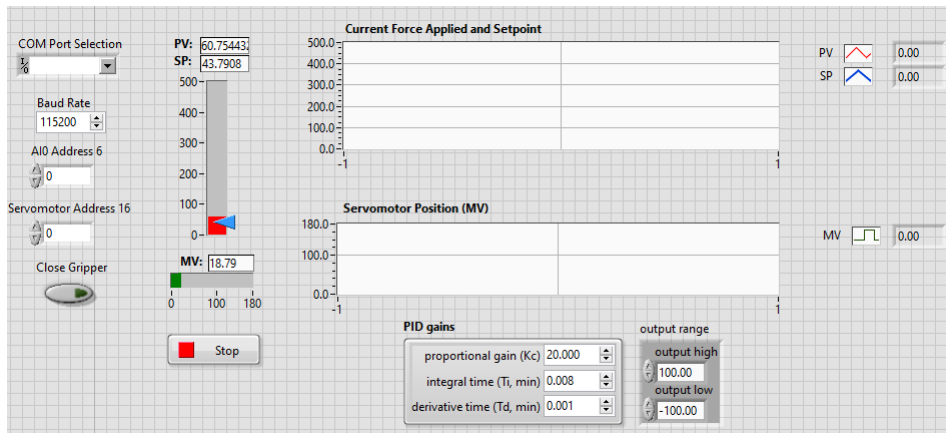 COM Port Selection
Baud Rate
115200
AI0 Address 6
0
Servomotor Address 16
0
Close Gripper
PV: 60.75443
SP: 43.7908
500
400
300
200
100
0
MV: 18.79
0 100 180
Stop
Current Force Applied and Setpoint
500.0
400.0
300.0
200.0
100.0
0.0
-1 1
PV 0.00
SP 0.00
Servomotor Position (MV)
180.0
100.0
0.0
-1 1
MV 0.00
PID gains
proportional gain (Kc) 20.000
integral time (Ti, min) 0.008
derivative time (Td, min) 0.001
output range
output high
100.00
output low
-100.00